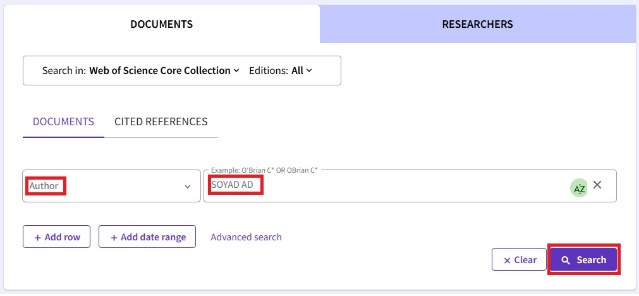 DOCUMENTS
RESEARCHERS
Search in: Web of Science Core Collection Editions: All
DOCUMENTS CITED REFERENCES
Example: O'Brian C* OR OBrian C*
Author SOYAD AD AZ
+ Add row + Add date range Advanced search
× Clear Search